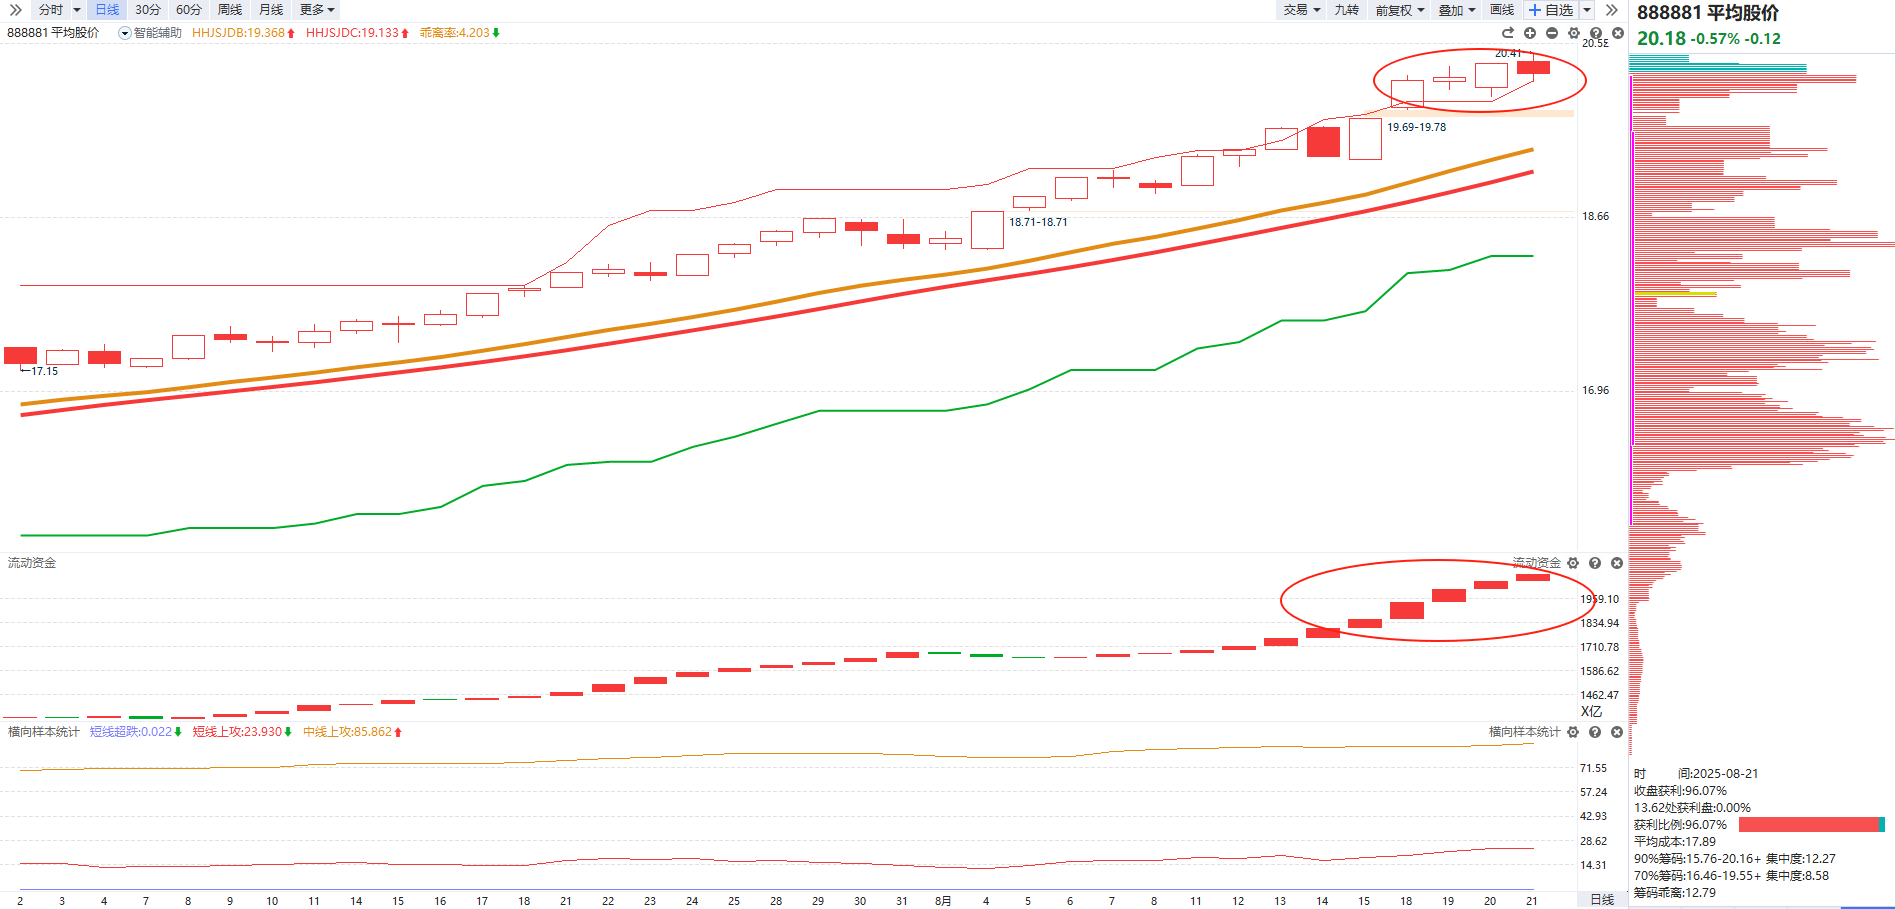 分时 日线 30分 60分 周线 月线 更多 交易 九转 前复权 叠加 画线 自选
888881 平均股价
20.18 -0.57% -0.12
888881 平均股价 智能辅助 HHJSJDB:19.368 HHJSJDC:19.133 乖离率:4.203
20.41
19.69-19.78
18.71-18.71
18.66
←17.15
16.96
流动资金 流动资金
1959.10
1834.94
1710.78
1586.62
1462.47
X亿
横向样本统计 短线超跌:0.022 短线上攻:23.930 中线上攻:85.862 横向样本统计
71.55
57.24
42.93
28.62
14.31
2 3 4 7 8 9 10 11 14 15 16 17 18 21 22 23 24 25 28 29 30 31 8月 4 5 6 7 8 11 12 13 14 15 18 19 20 21 日线
时 间:2025-08-21
收盘获利:96.07%
13.62处获利盘:0.00%
获利比例:96.07%
平均成本:17.89
90%筹码:15.76-20.16+ 集中度:12.27
70%筹码:16.46-19.55+ 集中度:8.58
筹码乖离:12.79